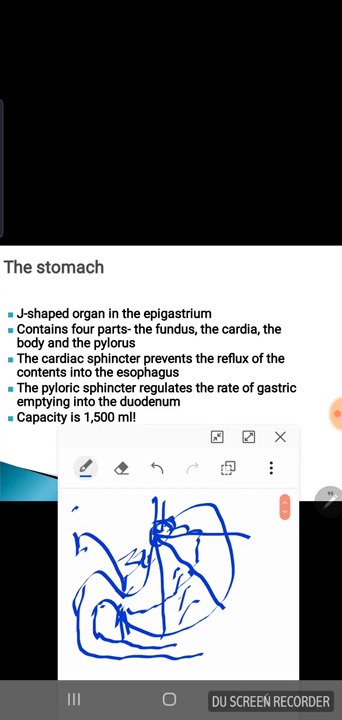 The stomach
J-shaped organ in the epigastrium
Contains four parts- the fundus, the cardia, the
body and the pylorus
The cardiac sphincter prevents the reflux of the
contents into the esophagus
The pyloric sphincter regulates the rate of gastric
emptying into the duodenum
Capacity is 1,500 ml!
DU SCREEN RECORDER